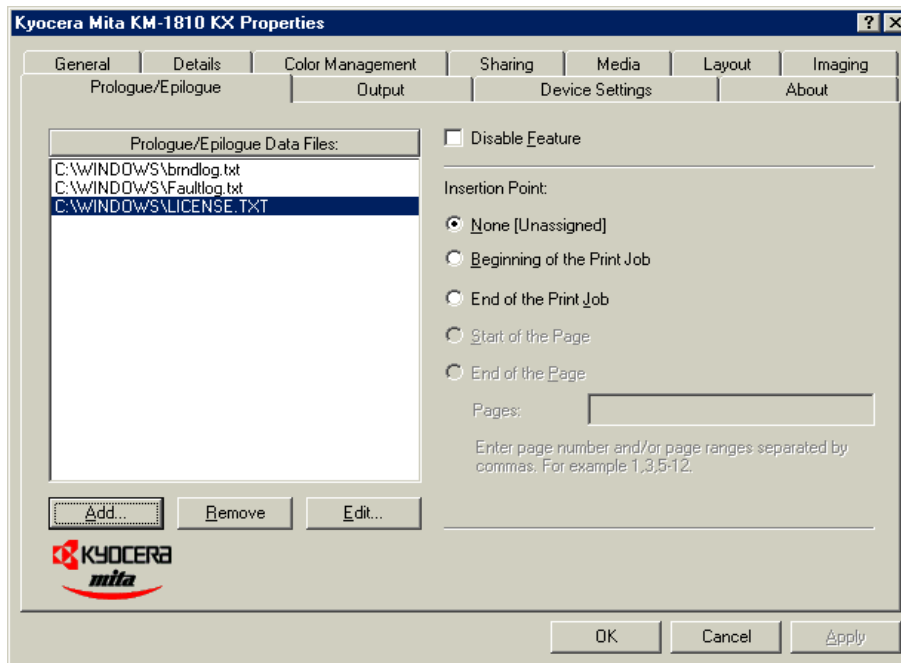 Kyocera Mita KM-1810 KX Properties
General Details Color Management Sharing Media Layout Imaging
Prologue/Epilogue Output Device Settings About
Prologue/Epilogue Data Files:
C:\WINDOWS\brndlog.txt
C:\WINDOWS\Faultlog.txt
C:\WINDOWS\LICENSE.TXT
Add... Remove Edit...
KYOCERA
mita
Disable Feature
Insertion Point:
None [Unassigned]
Beginning of the Print Job
End of the Print Job
Start of the Page
End of the Page
Pages:
Enter page number and/or page ranges separated by
commas. For example 1,3,5-12.
OK Cancel Apply